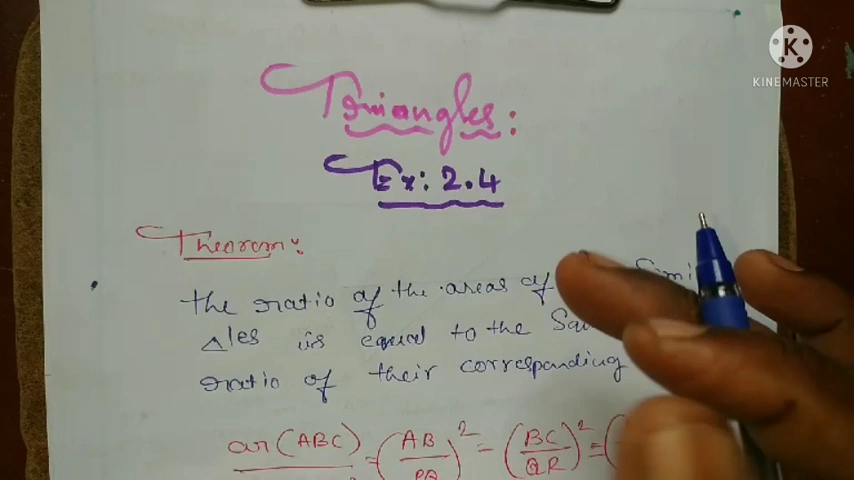 K
KINEMASTER
Triangles:
Ex: 2.4
Theorem:
the ratio of the areas of
△les is equal to the
ratio of their corresponding
ar(ABC) = (AB/PQ)² = (BC/QR)² = (